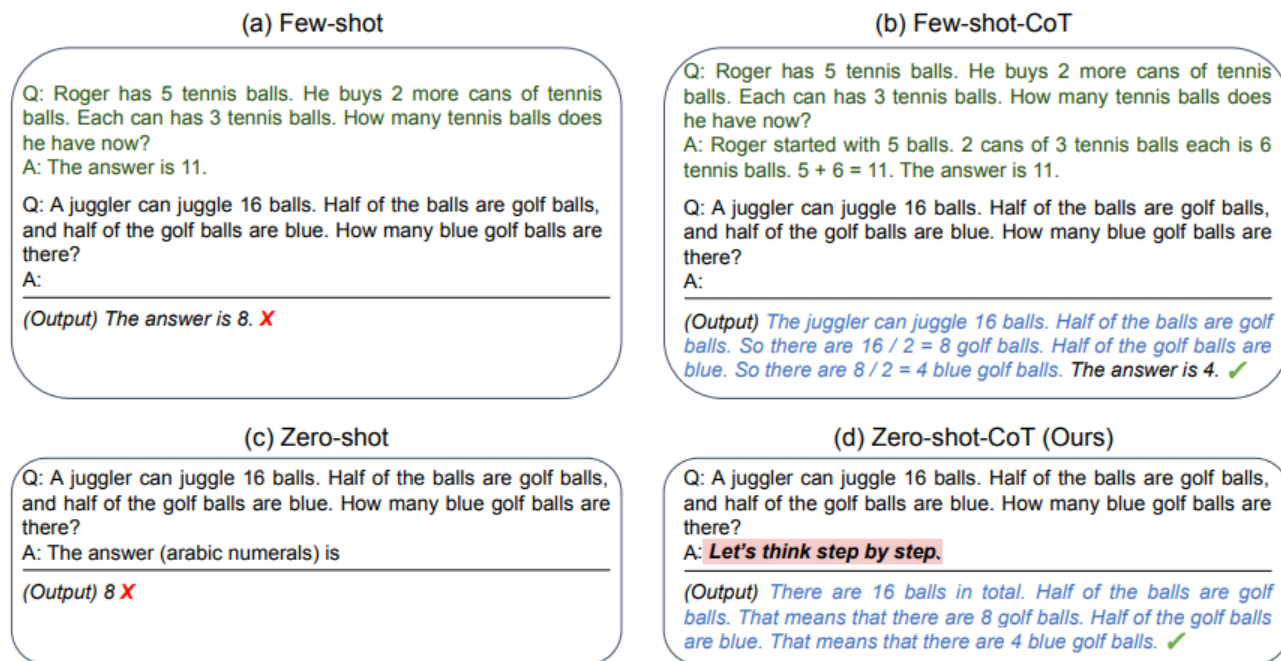 (a) Few-shot
Q: Roger has 5 tennis balls. He buys 2 more cans of tennis
balls. Each can has 3 tennis balls. How many tennis balls does
he have now?
A: The answer is 11.
Q: A juggler can juggle 16 balls. Half of the balls are golf balls,
and half of the golf balls are blue. How many blue golf balls are
there?
A:
(Output) The answer is 8. X
(b) Few-shot-CoT
Q: Roger has 5 tennis balls. He buys 2 more cans of tennis
balls. Each can has 3 tennis balls. How many tennis balls does
he have now?
A: Roger started with 5 balls. 2 cans of 3 tennis balls each is 6
tennis balls. 5 + 6 = 11. The answer is 11.
Q: A juggler can juggle 16 balls. Half of the balls are golf balls,
and half of the golf balls are blue. How many blue golf balls are
there?
A:
(Output) The juggler can juggle 16 balls. Half of the balls are golf
balls. So there are 16 / 2 = 8 golf balls. Half of the golf balls are
blue. So there are 8 / 2 = 4 blue golf balls. The answer is 4. ✓
(c) Zero-shot
Q: A juggler can juggle 16 balls. Half of the balls are golf balls,
and half of the golf balls are blue. How many blue golf balls are
there?
A: The answer (arabic numerals) is
(Output) 8 X
(d) Zero-shot-CoT (Ours)
Q: A juggler can juggle 16 balls. Half of the balls are golf balls,
and half of the golf balls are blue. How many blue golf balls are
there?
A: Let's think step by step.
(Output) There are 16 balls in total. Half of the balls are golf
balls. That means that there are 8 golf balls. Half of the golf balls
are blue. That means that there are 4 blue golf balls. ✓